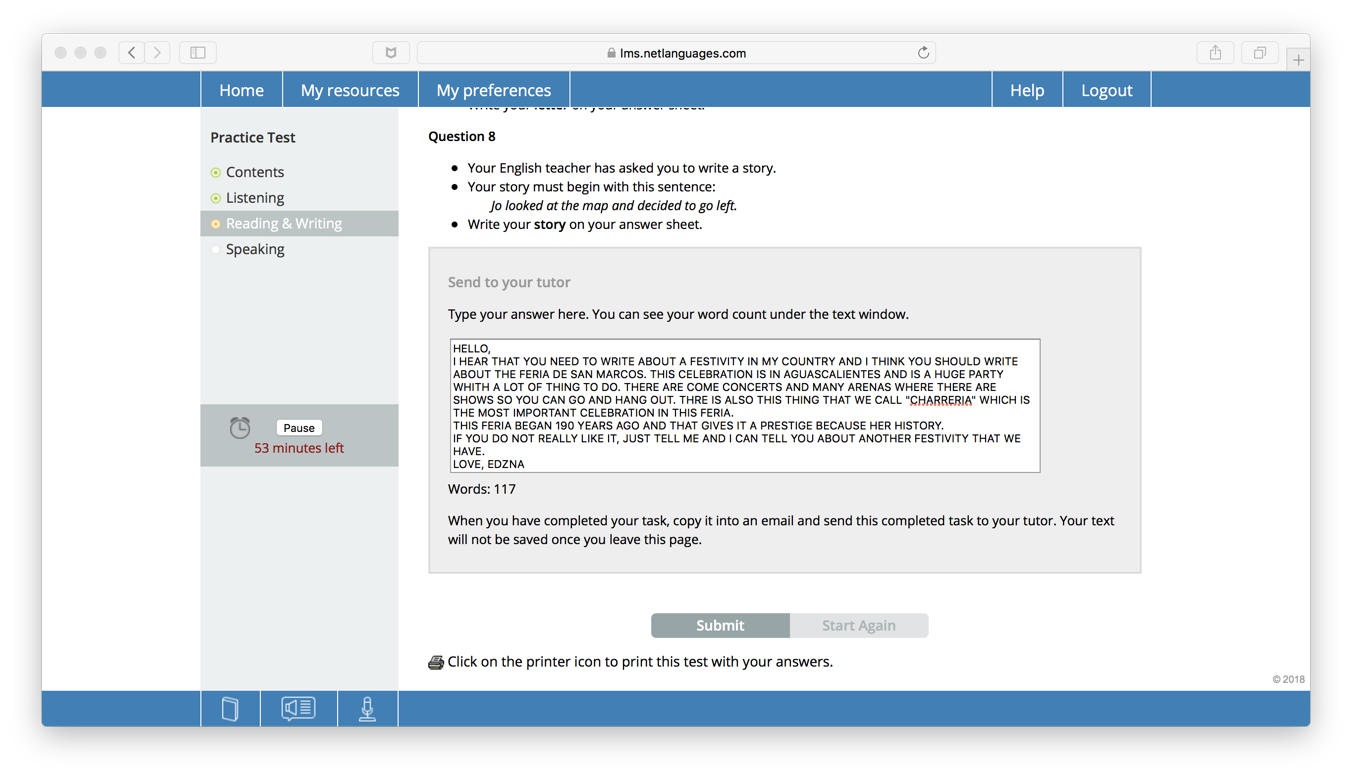 lms.netlanguages.com
Home
My resources
My preferences
Help
Logout
Practice Test
Contents
Listening
Reading & Writing
Speaking
Pause
53 minutes left
Write your letter on your answer sheet.
Question 8
Your English teacher has asked you to write a story.
Your story must begin with this sentence:
Jo looked at the map and decided to go left.
Write your story on your answer sheet.
Send to your tutor
Type your answer here. You can see your word count under the text window.
HELLO,
I HEAR THAT YOU NEED TO WRITE ABOUT A FESTIVITY IN MY COUNTRY AND I THINK YOU SHOULD WRITE
ABOUT THE FERIA DE SAN MARCOS. THIS CELEBRATION IS IN AGUASCALIENTES AND IS A HUGE PARTY
WHITH A LOT OF THING TO DO. THERE ARE COME CONCERTS AND MANY ARENAS WHERE THERE ARE
SHOWS SO YOU CAN GO AND HANG OUT. THRE IS ALSO THIS THING THAT WE CALL "CHARRERIA" WHICH IS
THE MOST IMPORTANT CELEBRATION IN THIS FERIA.
THIS FERIA BEGAN 190 YEARS AGO AND THAT GIVES IT A PRESTIGE BECAUSE HER HISTORY.
IF YOU DO NOT REALLY LIKE IT, JUST TELL ME AND I CAN TELL YOU ABOUT ANOTHER FESTIVITY THAT WE
HAVE.
LOVE, EDZNA
Words: 117
When you have completed your task, copy it into an email and send this completed task to your tutor. Your text
will not be saved once you leave this page.
Submit
Start Again
Click on the printer icon to print this test with your answers.
© 2018